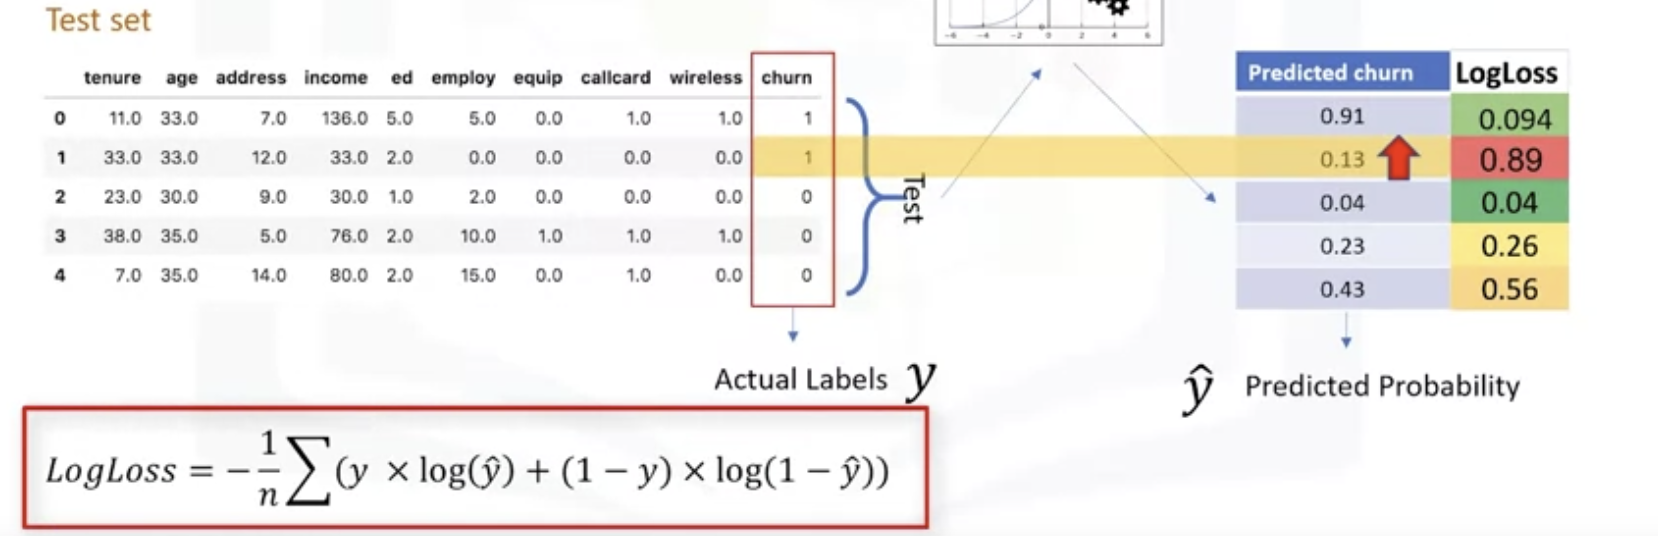 Test set
-6 -4 -2 0 2 4 6
tenure age address income ed employ equip callcard wireless churn
0 11.0 33.0 7.0 136.0 5.0 5.0 0.0 1.0 1.0 1
1 33.0 33.0 12.0 33.0 2.0 0.0 0.0 0.0 0.0 1
2 23.0 30.0 9.0 30.0 1.0 2.0 0.0 0.0 0.0 0
3 38.0 35.0 5.0 76.0 2.0 10.0 1.0 1.0 1.0 0
4 7.0 35.0 14.0 80.0 2.0 15.0 0.0 1.0 0.0 0
Test
Predicted churn LogLoss
0.91 0.094
0.13 0.89
0.04 0.04
0.23 0.26
0.43 0.56
Actual Labels y
ŷ Predicted Probability
LogLoss = −1/n ∑(y × log(ŷ) + (1 − y) × log(1 − ŷ))